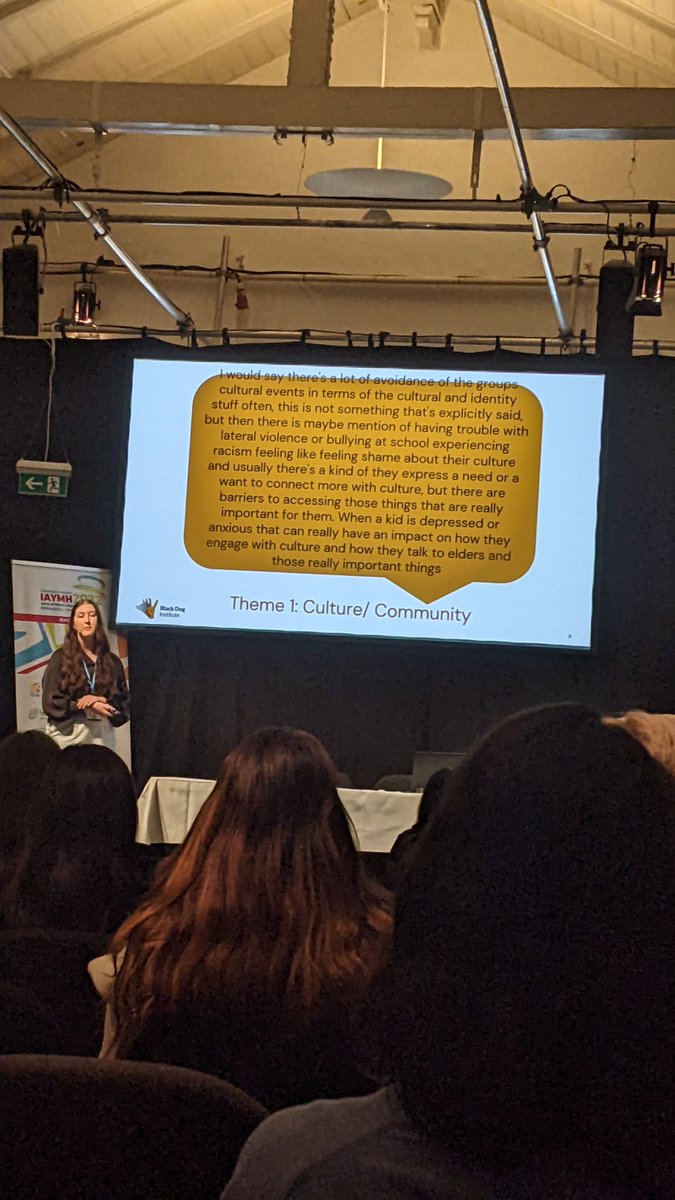 I would say there's a lot of avoidance of the groups
cultural events in terms of the cultural and identity
stuff often, this is not something that's explicitly said,
but then there is maybe mention of having trouble with
lateral violence or bullying at school experiencing
racism feeling like feeling shame about their culture
and usually there's a kind of they express a need or a
want to connect more with culture, but there are
barriers to accessing those things that are really
important for them. When a kid is depressed or
anxious that can really have an impact on how they
engage with culture and how they talk to elders and
those really important things
Black Dog
Institute
Theme 1: Culture/ Community
IAYMH